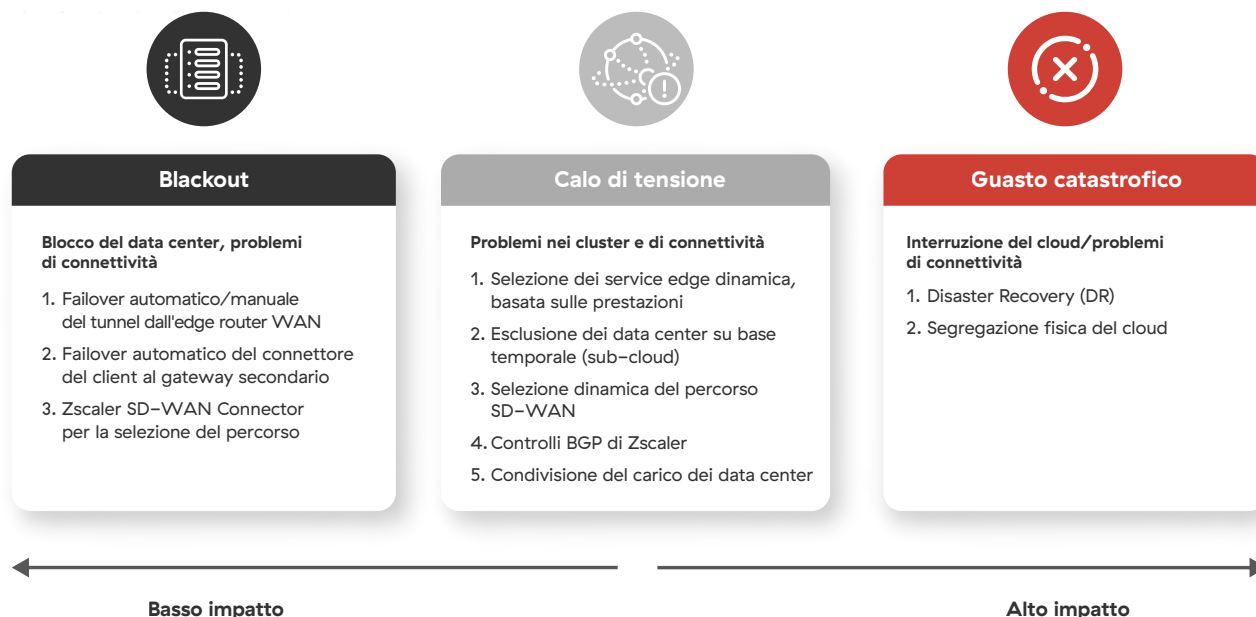 Blackout
Blocco del data center, problemi
di connettività
1. Failover automatico/manuale
del tunnel dall'edge router WAN
2. Failover automatico del connettore
del client al gateway secondario
3. Zscaler SD-WAN Connector
per la selezione del percorso
Calo di tensione
Problemi nei cluster e di connettività
1. Selezione dei service edge dinamica,
basata sulle prestazioni
2. Esclusione dei data center su base
temporale (sub-cloud)
3. Selezione dinamica del percorso
SD-WAN
4. Controlli BGP di Zscaler
5. Condivisione del carico dei data center
Guasto catastrofico
Interruzione del cloud/problemi
di connettività
1. Disaster Recovery (DR)
2. Segregazione fisica del cloud
Basso impatto
Alto impatto